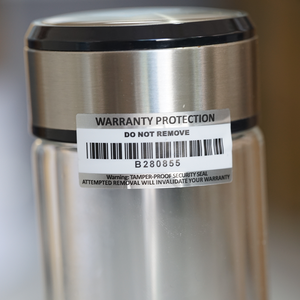 WARRANTY PROTECTION
DO NOT REMOVE
B280855
Warning: TAMPER-PROOF SECURITY SEAL
ATTEMPTED REMOVAL WILL INVALIDATE YOUR WARRANTY